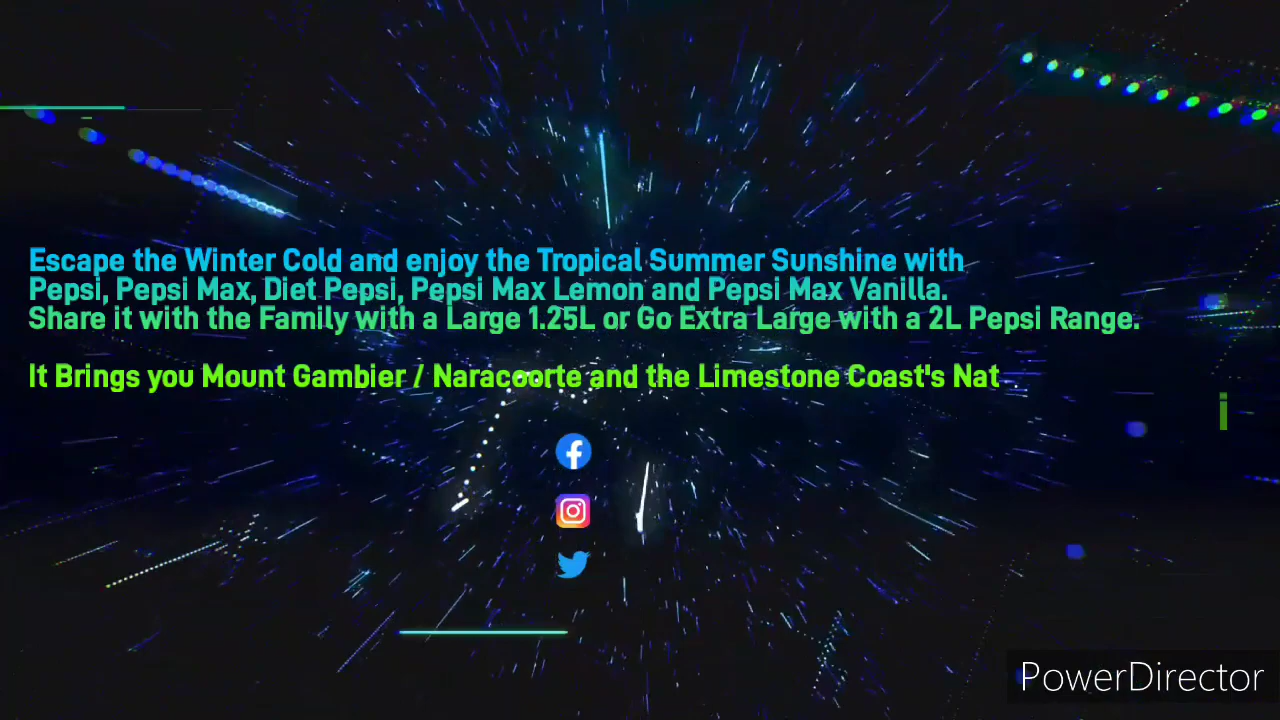 Escape the Winter Cold and enjoy the Tropical Summer Sunshine with
Pepsi, Pepsi Max, Diet Pepsi, Pepsi Max Lemon and Pepsi Max Vanilla.
Share it with the Family with a Large 1.25L or Go Extra Large with a 2L Pepsi Range.
It Brings you Mount Gambier / Naracoorte and the Limestone Coast's Nat
i
PowerDirector